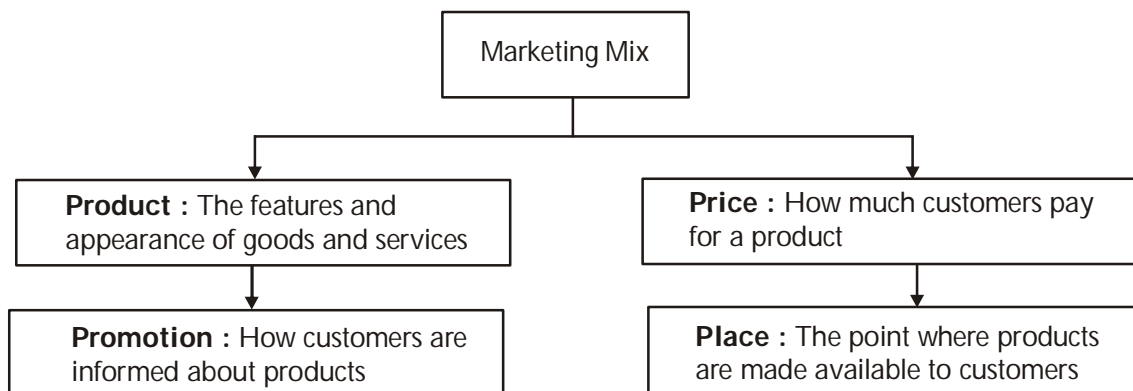 Marketing Mix
Product : The features and
appearance of goods and services
Price : How much customers pay
for a product
Promotion : How customers are
informed about products
Place : The point where products
are made available to customers